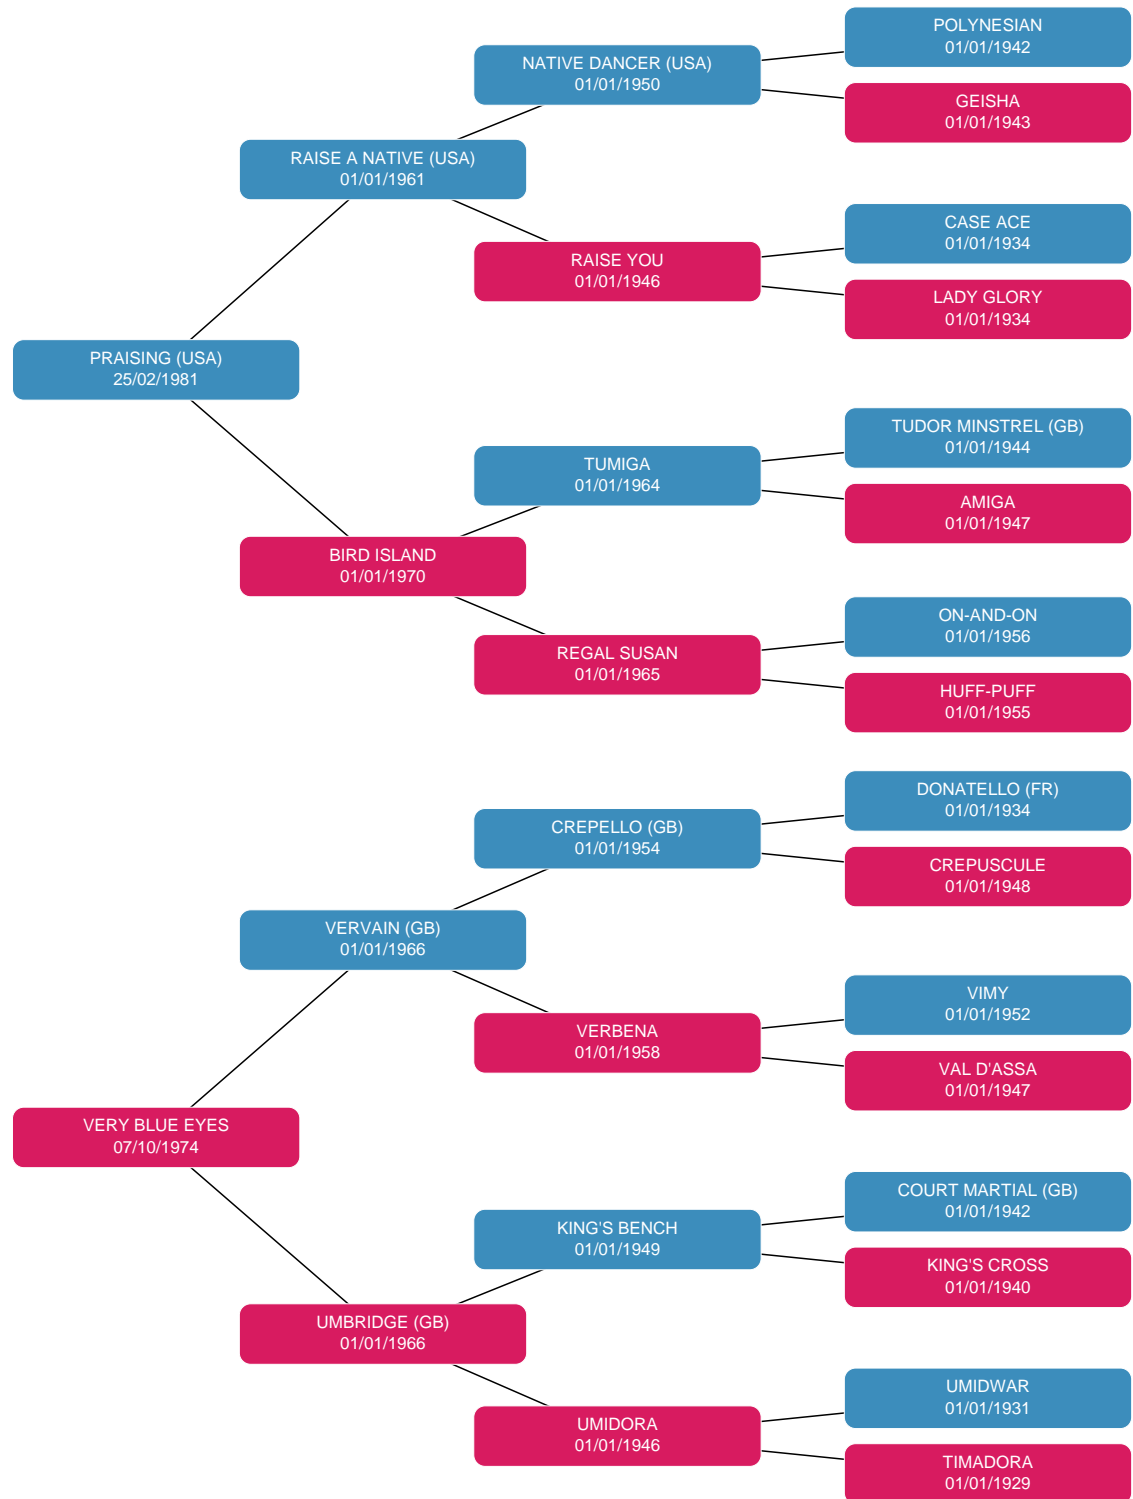 POLYNESIAN
01/01/1942
NATIVE DANCER (USA)
01/01/1950
GEISHA
01/01/1943
RAISE A NATIVE (USA)
01/01/1961
CASE ACE
01/01/1934
RAISE YOU
01/01/1946
LADY GLORY
01/01/1934
PRAISING (USA)
25/02/1981
TUDOR MINSTREL (GB)
01/01/1944
TUMIGA
01/01/1964
AMIGA
01/01/1947
BIRD ISLAND
01/01/1970
ON-AND-ON
01/01/1956
REGAL SUSAN
01/01/1965
HUFF-PUFF
01/01/1955
DONATELLO (FR)
01/01/1934
CREPELLO (GB)
01/01/1954
CREPUSCULE
01/01/1948
VERVAIN (GB)
01/01/1966
VIMY
01/01/1952
VERBENA
01/01/1958
VAL D'ASSA
01/01/1947
VERY BLUE EYES
07/10/1974
COURT MARTIAL (GB)
01/01/1942
KING'S BENCH
01/01/1949
KING'S CROSS
01/01/1940
UMBRIDGE (GB)
01/01/1966
UMIDWAR
01/01/1931
UMIDORA
01/01/1946
TIMADORA
01/01/1929